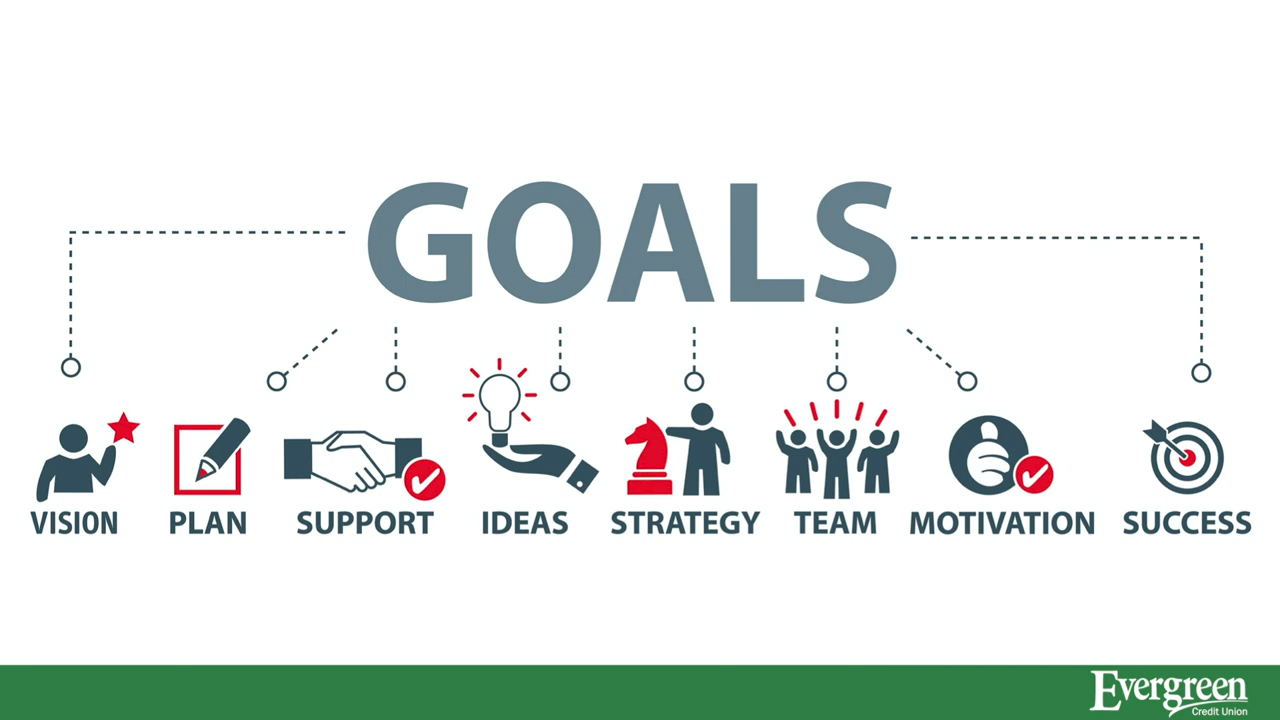 GOALS
VISION
PLAN
SUPPORT
IDEAS
STRATEGY
TEAM
MOTIVATION
SUCCESS
Evergreen
Credit Union